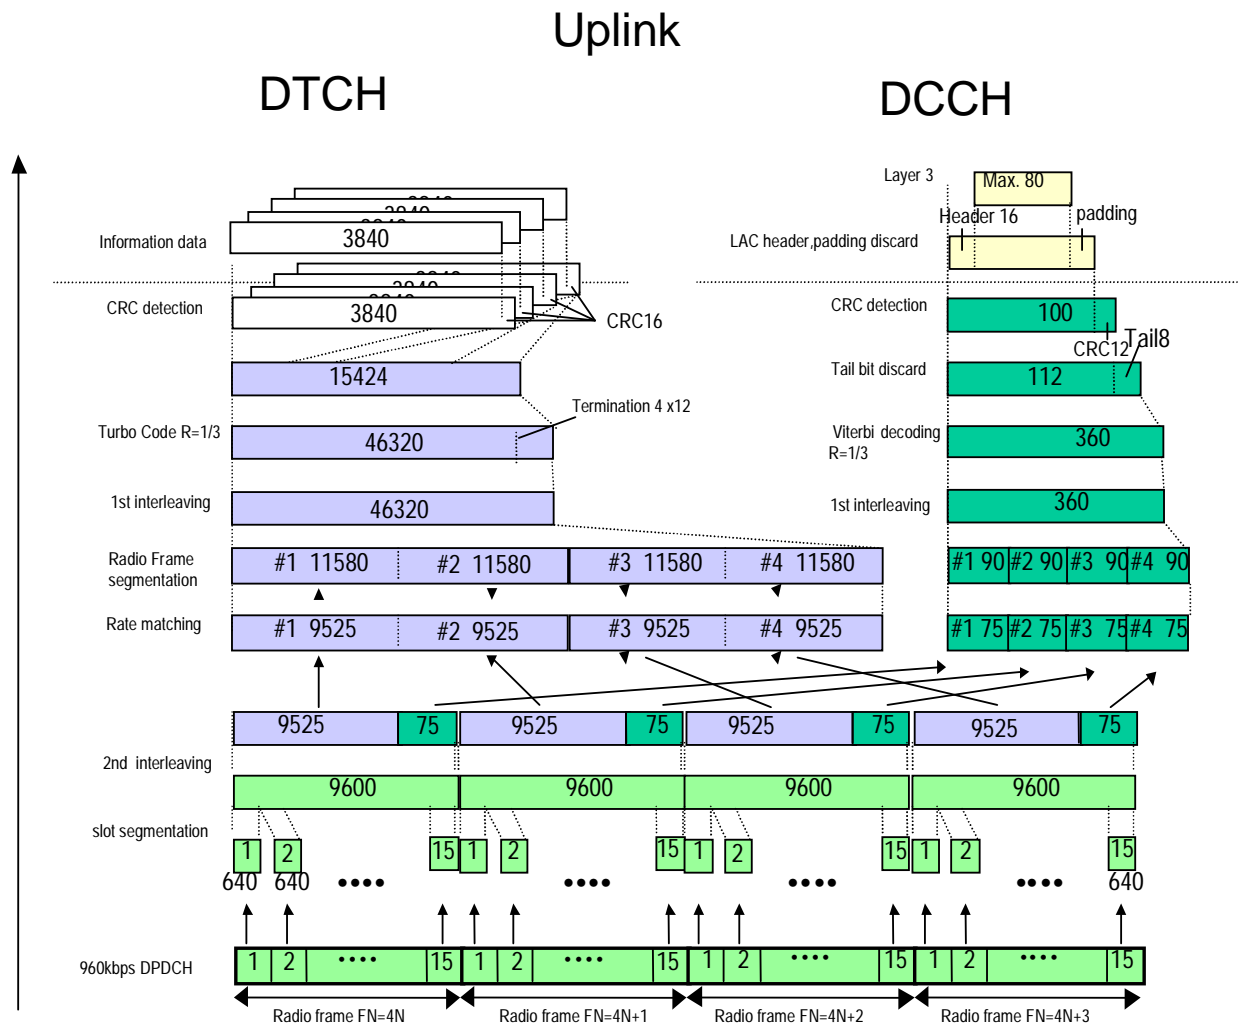 Uplink
DTCH
DCCH
Layer 3
Max. 80
Header 16
padding
Information data
3840
LAC header,padding discard
CRC detection
3840
CRC16
CRC detection
100
CRC12
Tail8
15424
Tail bit discard
112
Termination 4 x12
Turbo Code R=1/3
46320
Viterbi decoding
R=1/3
360
1st interleaving
46320
1st interleaving
360
Radio Frame
segmentation
#1 11580
#2 11580
#3 11580
#4 11580
#1 90
#2 90
#3 90
#4 90
Rate matching
#1 9525
#2 9525
#3 9525
#4 9525
#1 75
#2 75
#3 75
#4 75
9525
75
9525
75
9525
75
9525
75
2nd interleaving
9600
9600
9600
9600
slot segmentation
1
2
15
1
2
15
1
2
15
1
2
15
640
640
640
960kbps DPDCH
1
2
15
1
2
15
1
2
15
1
2
15
Radio frame FN=4N
Radio frame FN=4N+1
Radio frame FN=4N+2
Radio frame FN=4N+3